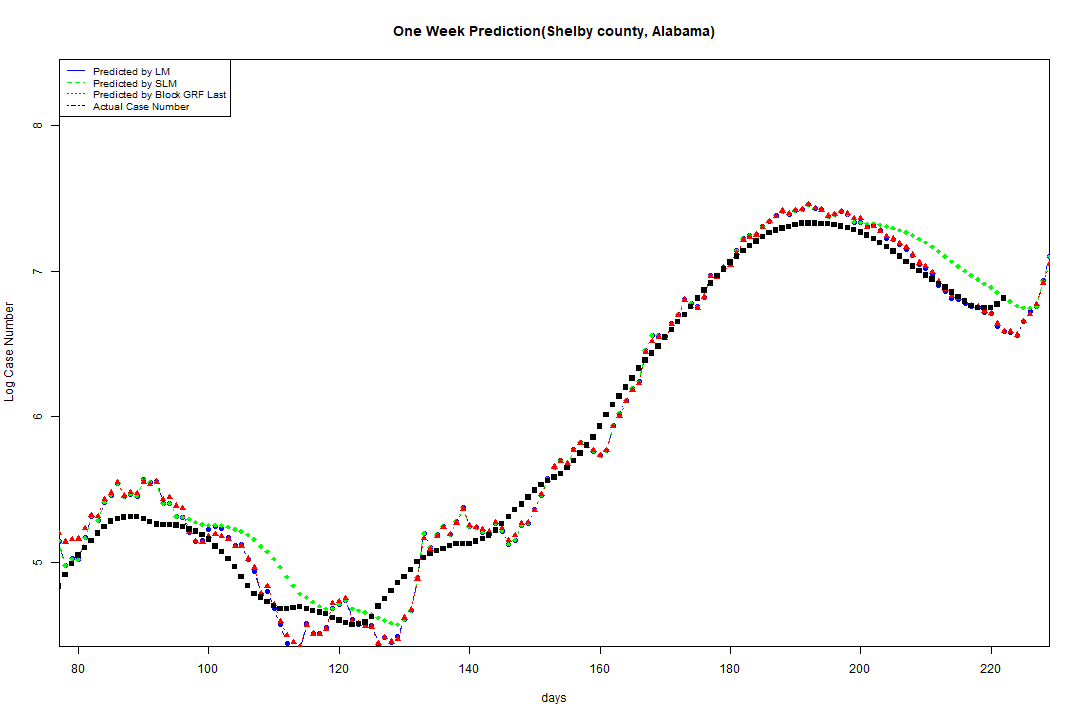 One Week Prediction(Shelby county, Alabama)
Predicted by LM
Predicted by SLM
Predicted by Block GRF Last
Actual Case Number
8
7
6
5
Log Case Number
80 100 120 140 160 180 200 220
days